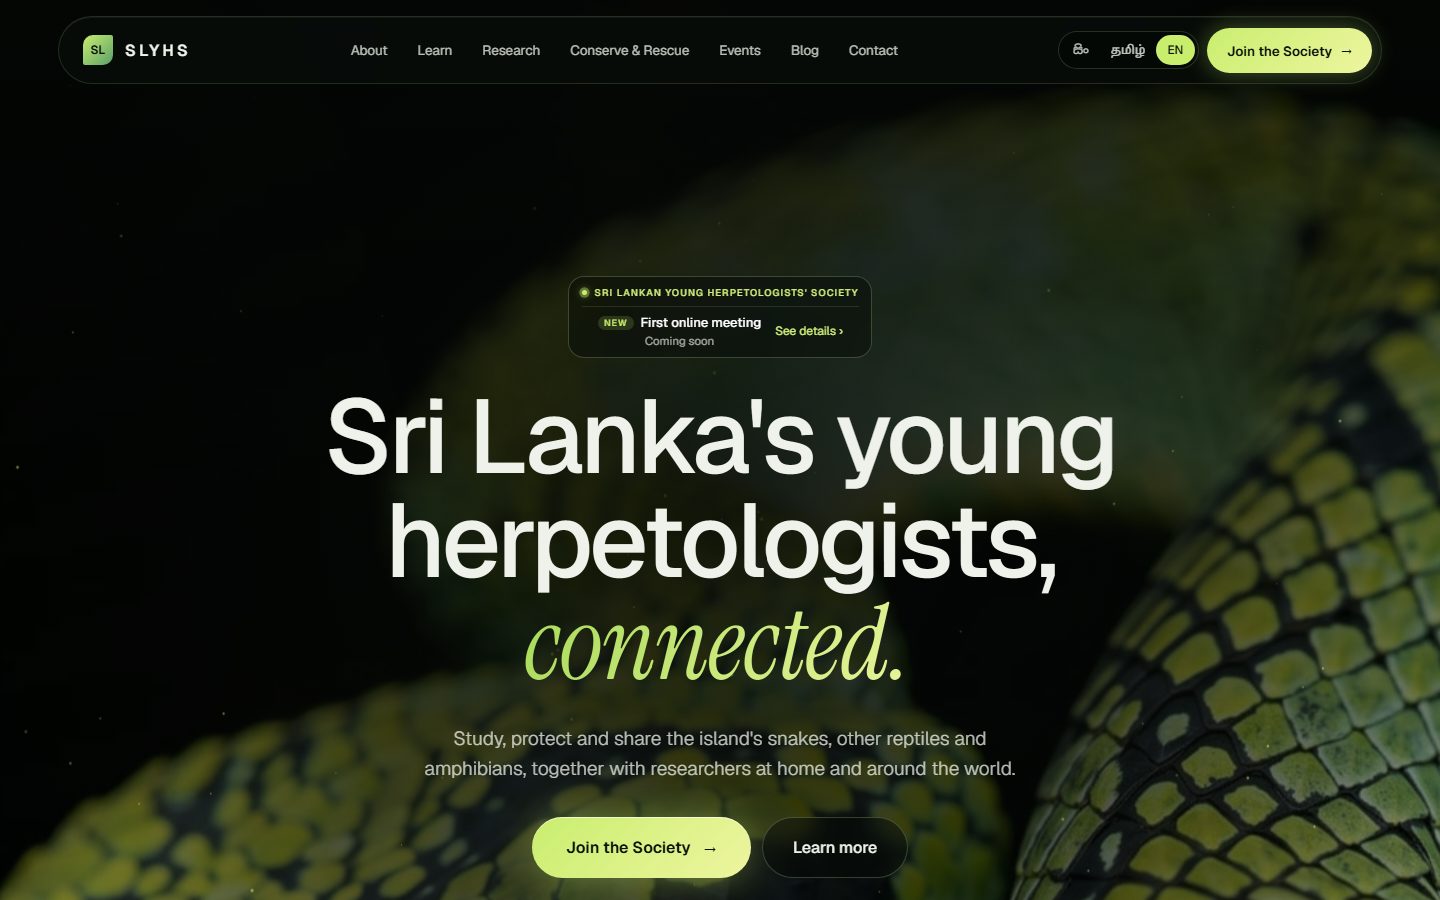 SL SLYHS About Learn Research Conserve & Rescue Events Blog Contact සිං தமிழ் EN Join the Society →
SRI LANKAN YOUNG HERPETOLOGISTS' SOCIETY
NEW First online meeting
Coming soon
See details ›
Sri Lanka's young
herpetologists,
connected.
Study, protect and share the island's snakes, other reptiles and
amphibians, together with researchers at home and around the world.
Join the Society → Learn more